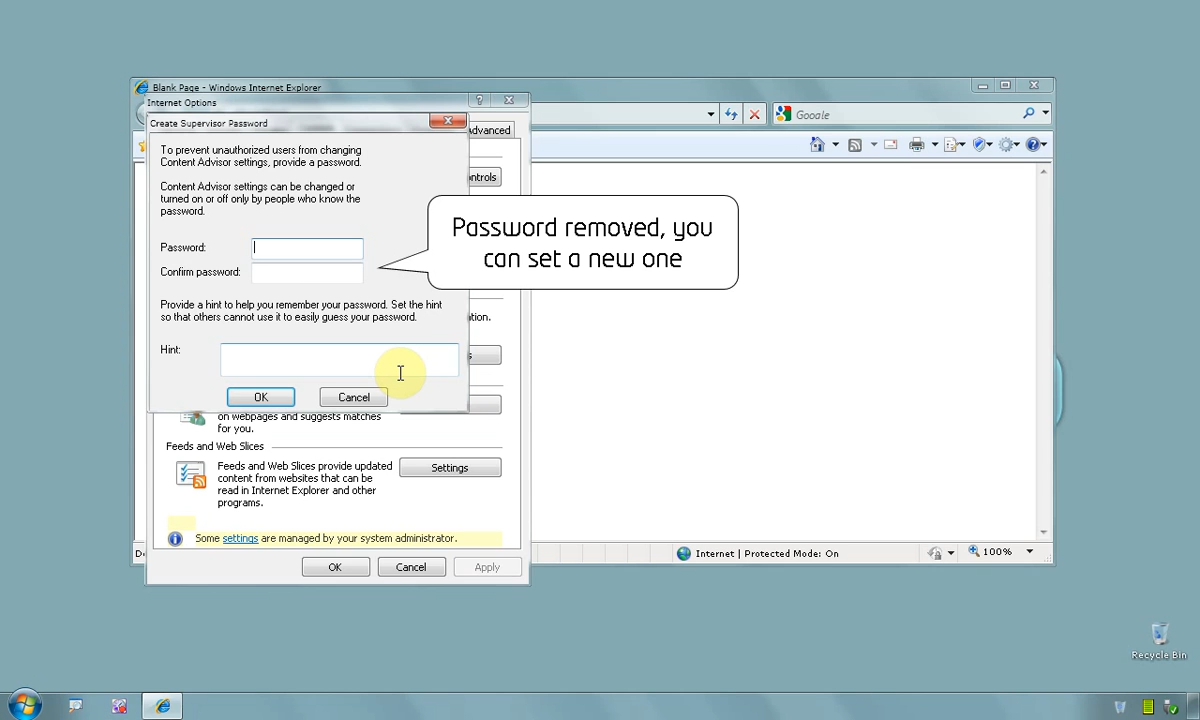 Blank Page - Windows Internet Explorer
Internet Options
Create Supervisor Password
Google
To prevent unauthorized users from changing
Content Advisor settings, provide a password.
Content Advisor settings can be changed or
turned on or off only by people who know the
password.
Password:
Confirm password:
Provide a hint to help you remember your password. Set the hint
so that others cannot use it to easily guess your password.
Hint:
OK
Cancel
Password removed, you
can set a new one
on webpages and suggests matches
for you.
Feeds and Web Slices
Feeds and Web Slices provide updated
content from websites that can be
read in Internet Explorer and other
programs.
Settings
Some settings are managed by your system administrator.
OK
Cancel
Apply
Internet | Protected Mode: On
100%
Recycle Bin